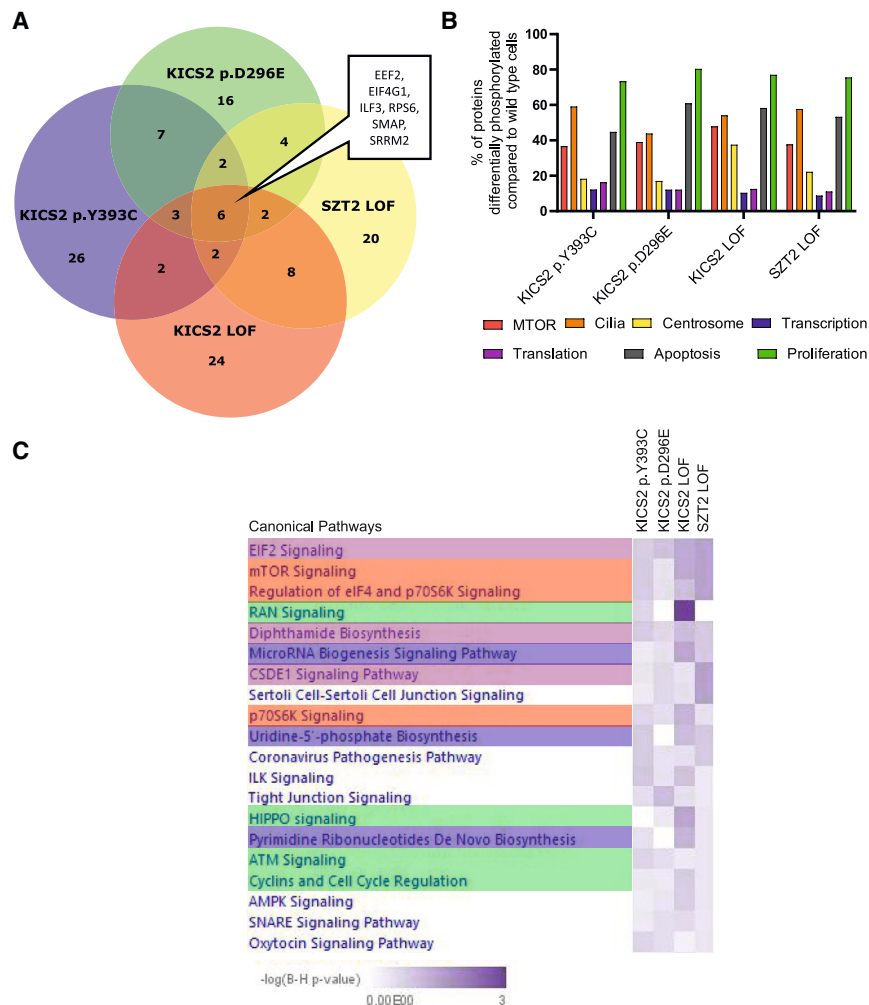 A
KICS2 p.D296E
16
EEF2,
EIF4G1,
ILF3, RPS6,
SMAP,
SRRM2
7
4
2
KICS2 p.Y393C
SZT2 LOF
3
6
2
20
26
2
2
8
KICS2 LOF
24
B
% of proteins
differentially phosphorylated
compared to wild type cells
100
80
60
40
20
0
KICS2 p.Y393C
KICS2 p.D296E
KICS2 LOF
SZT2 LOF
MTOR
Cilia
Centrosome
Transcription
Translation
Apoptosis
Proliferation
C
KICS2 p.Y393C
KICS2 p.D296E
KICS2 LOF
SZT2 LOF
Canonical Pathways
EIF2 Signaling
mTOR Signaling
Regulation of eIF4 and p70S6K Signaling
RAN Signaling
Diphthamide Biosynthesis
MicroRNA Biogenesis Signaling Pathway
CSDE1 Signaling Pathway
Sertoli Cell-Sertoli Cell Junction Signaling
p70S6K Signaling
Uridine-5'-phosphate Biosynthesis
Coronavirus Pathogenesis Pathway
ILK Signaling
Tight Junction Signaling
HIPPO signaling
Pyrimidine Ribonucleotides De Novo Biosynthesis
ATM Signaling
Cyclins and Cell Cycle Regulation
AMPK Signaling
SNARE Signaling Pathway
Oxytocin Signaling Pathway
-log(B-H p-value)
0.00E00
3